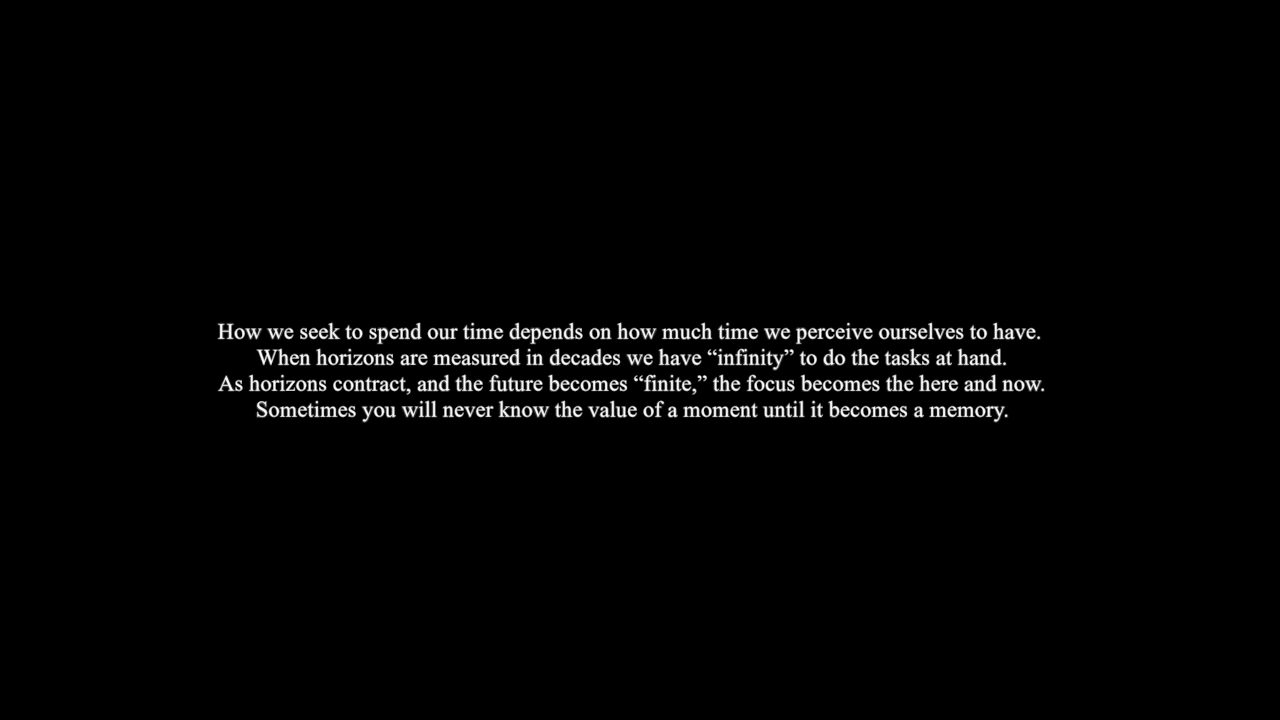 How we seek to spend our time depends on how much time we perceive ourselves to have.
When horizons are measured in decades we have “infinity” to do the tasks at hand.
As horizons contract, and the future becomes “finite,” the focus becomes the here and now.
Sometimes you will never know the value of a moment until it becomes a memory.